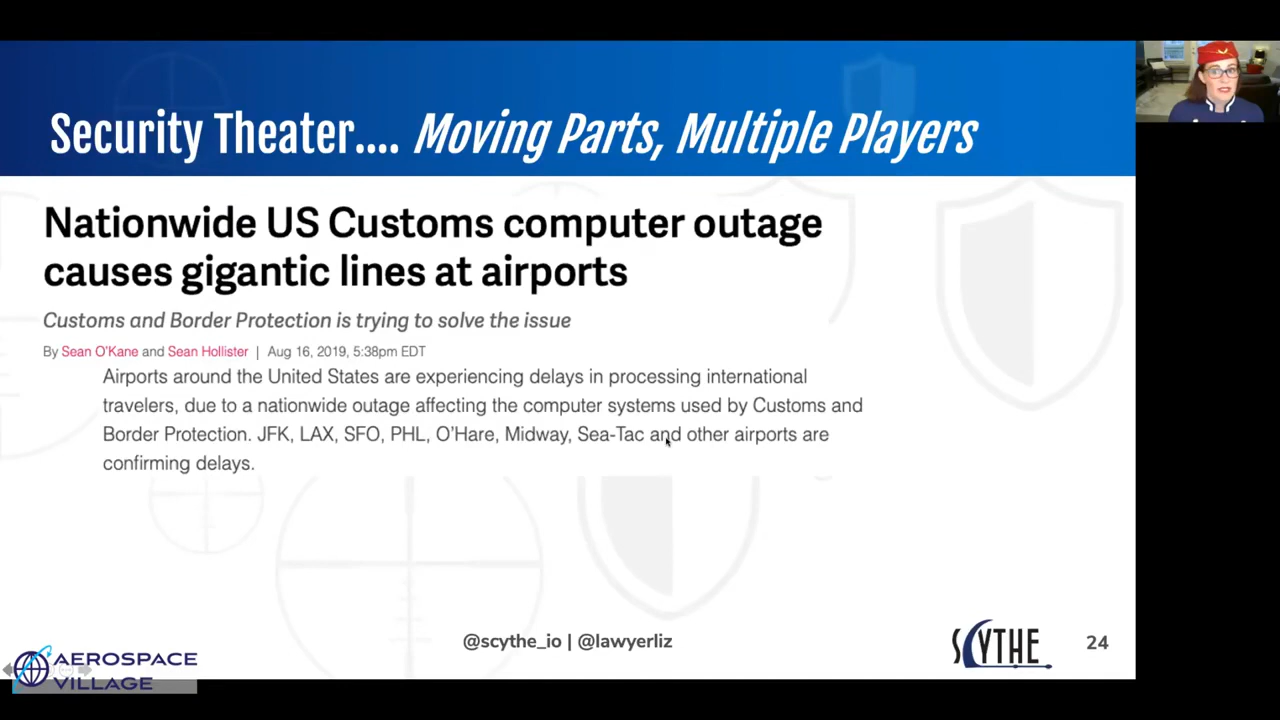 Security Theater.... Moving Parts, Multiple Players
Nationwide US Customs computer outage
causes gigantic lines at airports
Customs and Border Protection is trying to solve the issue
By Sean O'Kane and Sean Hollister | Aug 16, 2019, 5:38pm EDT
Airports around the United States are experiencing delays in processing international
travelers, due to a nationwide outage affecting the computer systems used by Customs and
Border Protection. JFK, LAX, SFO, PHL, O'Hare, Midway, Sea-Tac and other airports are
confirming delays.
@scythe_io | @lawyerliz
SCYTHE
24
AEROSPACE
VILLAGE